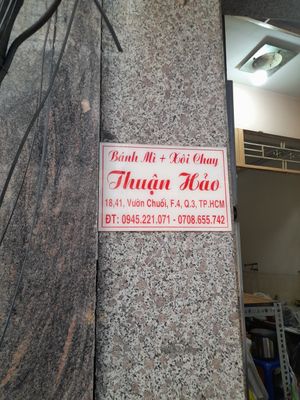 Bánh Mì + Xôi Chay
Thuận Hảo
18,41, Vườn Chuối, F.4, Q.3, TP.HCM
ĐT: 0945.221.071 - 0708.655.742